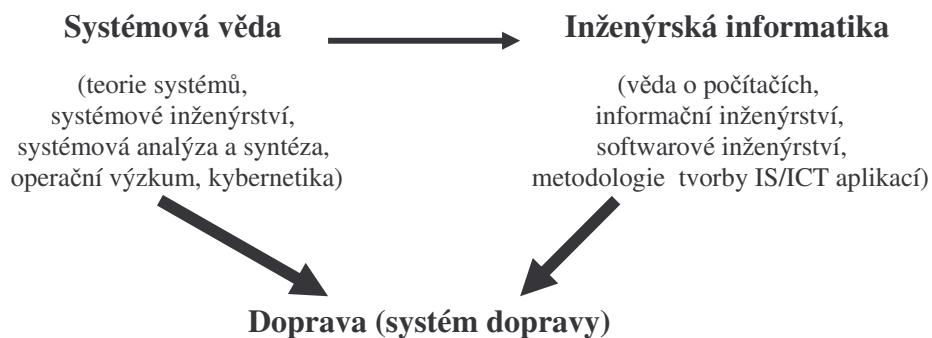 Systémová věda
Inženýrská informatika
(teorie systémů,
systémové inženýrství,
systémová analýza a syntéza,
operační výzkum, kybernetika)
(věda o počítačích,
informační inženýrství,
softwarové inženýrství,
metodologie tvorby IS/ICT aplikací)
Doprava (systém dopravy)